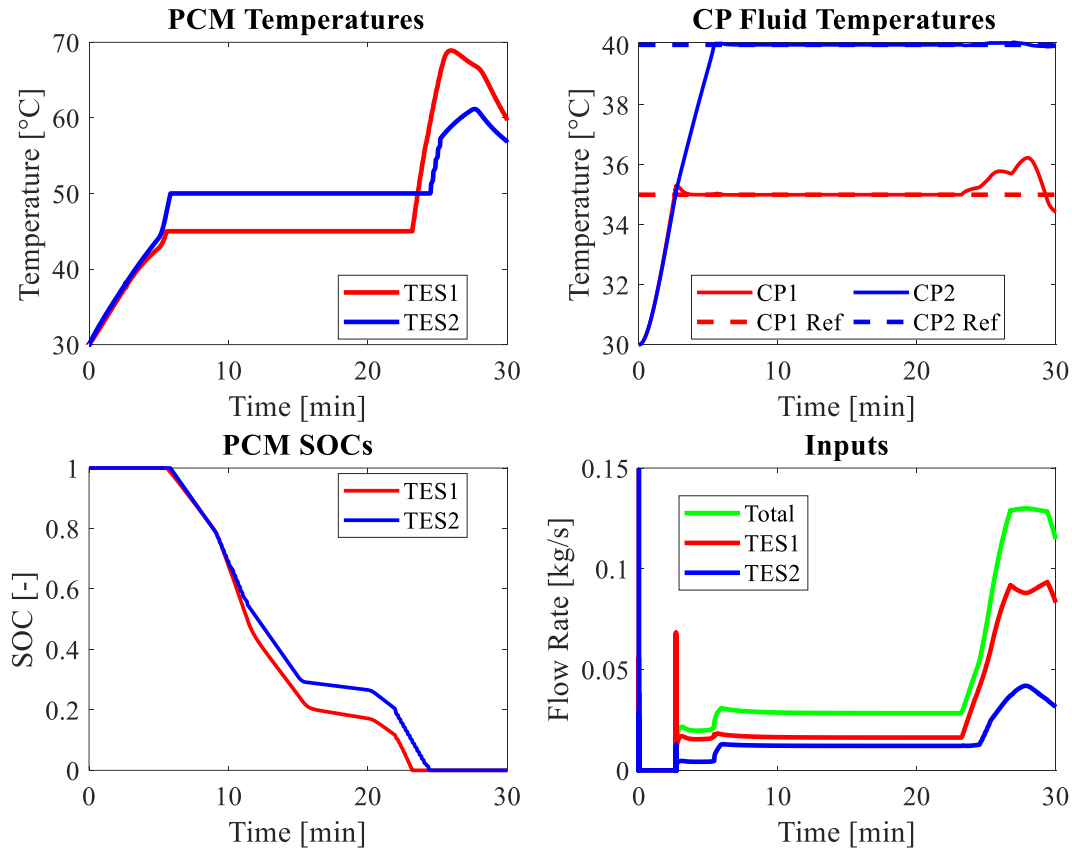 PCM Temperatures
70
60
50
40
30
Temperature [°C]
TES1
TES2
0
10
20
30
Time [min]
CP Fluid Temperatures
40
38
36
34
32
30
Temperature [°C]
CP1
CP2
CP1 Ref
CP2 Ref
0
10
20
30
Time [min]
PCM SOCs
1
0.8
0.6
0.4
0.2
0
SOC [-]
TES1
TES2
0
10
20
30
Time [min]
Inputs
0.15
0.1
0.05
0
Flow Rate [kg/s]
Total
TES1
TES2
0
10
20
30
Time [min]